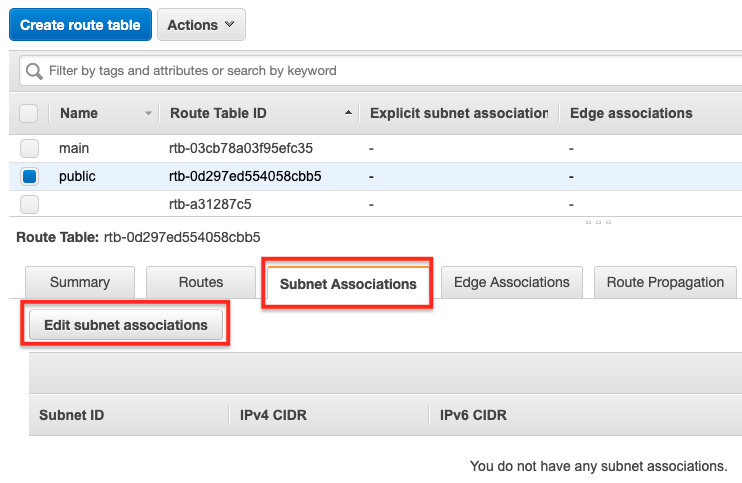 Create route table Actions
Filter by tags and attributes or search by keyword
Name Route Table ID Explicit subnet association Edge associations
main rtb-03cb78a03f95efc35 - -
public rtb-0d297ed554058cbb5 - -
rtb-a31287c5 - -
Route Table: rtb-0d297ed554058cbb5
Summary Routes Subnet Associations Edge Associations Route Propagation
Edit subnet associations
Subnet ID IPv4 CIDR IPv6 CIDR
You do not have any subnet associations.